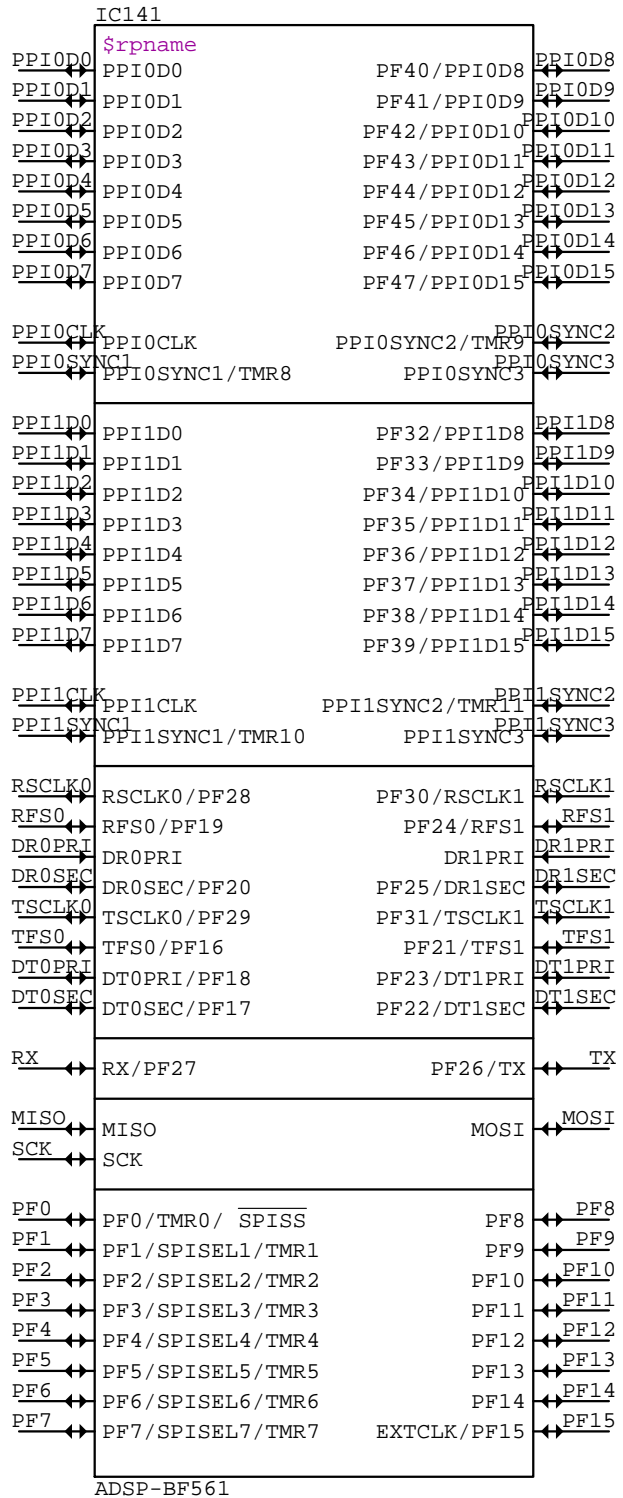 IC141
$rpname
PPI0D0 PPI0D0 PF40/PPI0D8 PPI0D8
PPI0D1 PPI0D1 PF41/PPI0D9 PPI0D9
PPI0D2 PPI0D2 PF42/PPI0D10 PPI0D10
PPI0D3 PPI0D3 PF43/PPI0D11 PPI0D11
PPI0D4 PPI0D4 PF44/PPI0D12 PPI0D12
PPI0D5 PPI0D5 PF45/PPI0D13 PPI0D13
PPI0D6 PPI0D6 PF46/PPI0D14 PPI0D14
PPI0D7 PPI0D7 PF47/PPI0D15 PPI0D15
PPI0CLK PPI0CLK PPI0SYNC2/TMR9 PPI0SYNC2
PPI0SYNC1 PPI0SYNC1/TMR8 PPI0SYNC3 PPI0SYNC3
PPI1D0 PPI1D0 PF32/PPI1D8 PPI1D8
PPI1D1 PPI1D1 PF33/PPI1D9 PPI1D9
PPI1D2 PPI1D2 PF34/PPI1D10 PPI1D10
PPI1D3 PPI1D3 PF35/PPI1D11 PPI1D11
PPI1D4 PPI1D4 PF36/PPI1D12 PPI1D12
PPI1D5 PPI1D5 PF37/PPI1D13 PPI1D13
PPI1D6 PPI1D6 PF38/PPI1D14 PPI1D14
PPI1D7 PPI1D7 PF39/PPI1D15 PPI1D15
PPI1CLK PPI1CLK PPI1SYNC2/TMR11 PPI1SYNC2
PPI1SYNC1 PPI1SYNC1/TMR10 PPI1SYNC3 PPI1SYNC3
RSCLK0 RSCLK0/PF28 PF30/RSCLK1 RSCLK1
RFS0 RFS0/PF19 PF24/RFS1 RFS1
DR0PRI DR0PRI DR1PRI DR1PRI
DR0SEC DR0SEC/PF20 PF25/DR1SEC DR1SEC
TSCLK0 TSCLK0/PF29 PF31/TSCLK1 TSCLK1
TFS0 TFS0/PF16 PF21/TFS1 TFS1
DT0PRI DT0PRI/PF18 PF23/DT1PRI DT1PRI
DT0SEC DT0SEC/PF17 PF22/DT1SEC DT1SEC
RX RX/PF27 PF26/TX TX
MISO MISO MOSI MOSI
SCK SCK
PF0 PF0/TMR0/ SPISS PF8 PF8
PF1 PF1/SPISEL1/TMR1 PF9 PF9
PF2 PF2/SPISEL2/TMR2 PF10 PF10
PF3 PF3/SPISEL3/TMR3 PF11 PF11
PF4 PF4/SPISEL4/TMR4 PF12 PF12
PF5 PF5/SPISEL5/TMR5 PF13 PF13
PF6 PF6/SPISEL6/TMR6 PF14 PF14
PF7 PF7/SPISEL7/TMR7 EXTCLK/PF15 PF15
ADSP-BF561